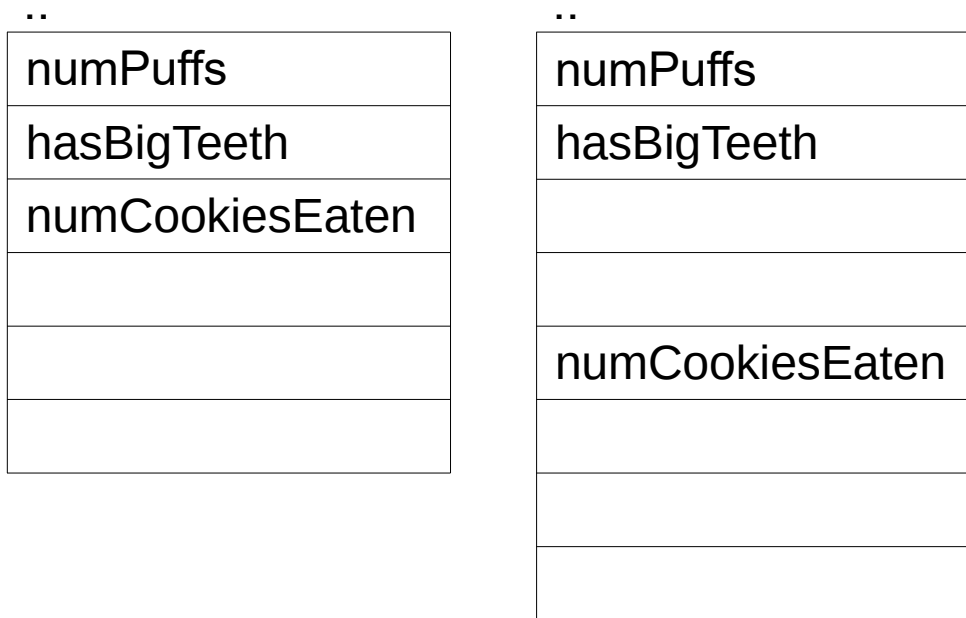 ..
numPuffs
hasBigTeeth
numCookiesEaten
..
numPuffs
hasBigTeeth
numCookiesEaten